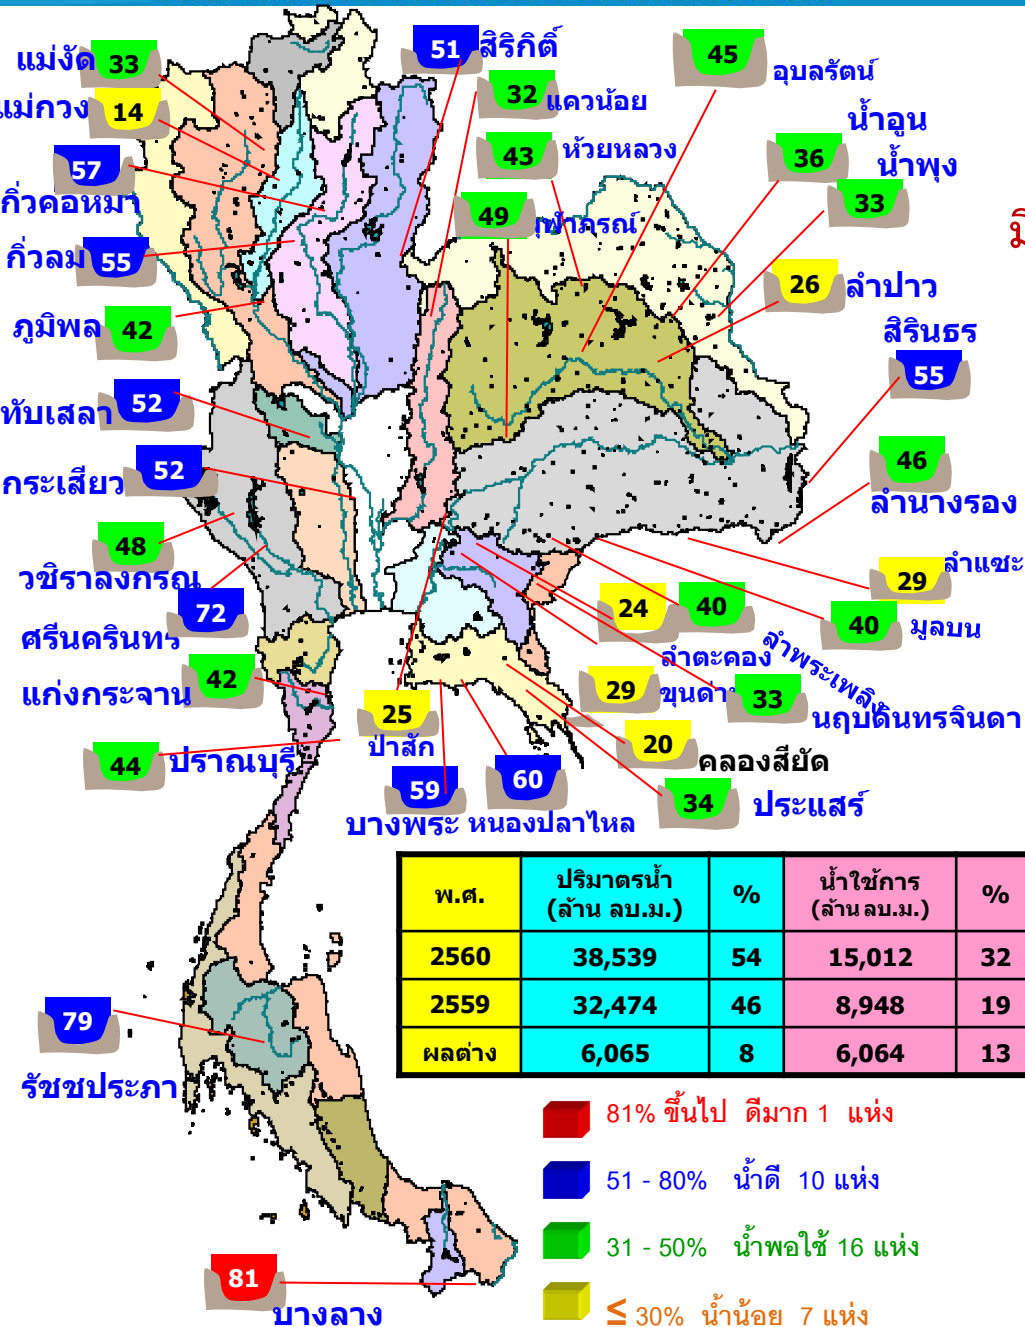 51 สิริกิติ์
45
แม่งัด 33
อุบลรัตน์
32 แควน้อย
แม่กวง 14
น้ำอูน
43 ห้วยหลวง
36 น้ำพุง
57
33
กิ่วคอหมา
49
กิ่วลม 55
26 ลำปาว
ภูมิพล 42
สิรินธร
55
ทับเสลา 52
46
กระเสียว 52
ลำนางรอง
48
วชิราลงกรณ
ลำแซะ
29
72
24 40
40 มูลบน
ศรีนครินทร
ลำตะคอง
ลำพระเพลิง
แก่งกระจาน 42
29
33 นฤบดินทรจินดา
25
ป่าสัก
20
คลองสียัด
44 ปราณบุรี
59 60
34 ประแสร์
บางพระ หนองปลาไหล
พ.ศ. ปริมาตรน้ำ (ล้าน ลบ.ม.) % น้ำใช้การ (ล้าน ลบ.ม.) %
2560 38,539 54 15,012 32
2559 32,474 46 8,948 19
ผลต่าง 6,065 8 6,064 13
79
รัชชประภา
81% ขึ้นไป ดีมาก 1 แห่ง
51 - 80% น้ำดี 10 แห่ง
31 - 50% น้ำพอใช้ 16 แห่ง
≤ 30% น้ำน้อย 7 แห่ง
81
บางลาง